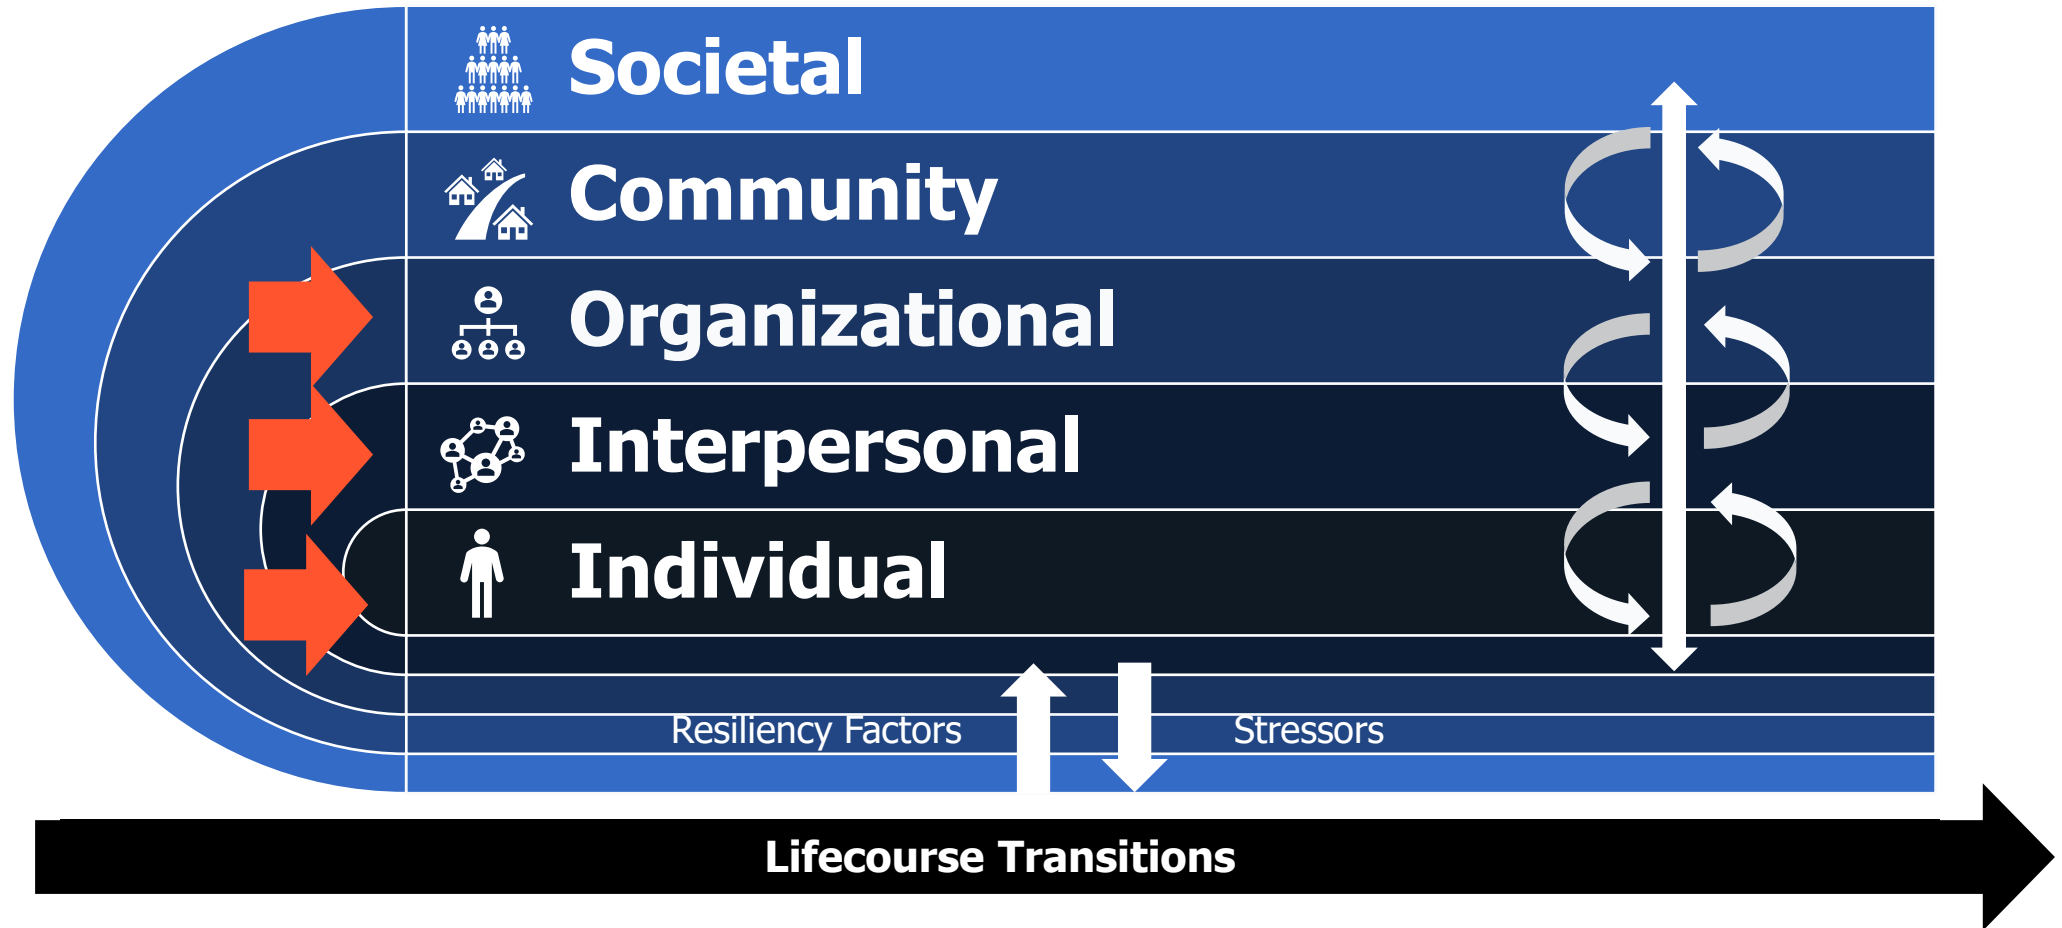 Societal
Community
Organizational
Interpersonal
Individual
Resiliency Factors
Stressors
Lifecourse Transitions